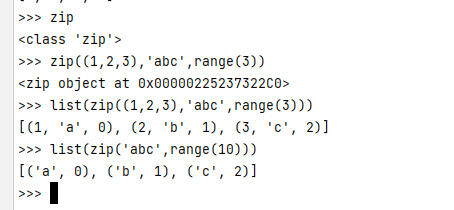 >>> zip
<class 'zip'>
>>> zip((1,2,3),'abc',range(3))
<zip object at 0x00000225237322C0>
>>> list(zip((1,2,3),'abc',range(3)))
[(1, 'a', 0), (2, 'b', 1), (3, 'c', 2)]
>>> list(zip('abc',range(10)))
[('a', 0), ('b', 1), ('c', 2)]
>>>